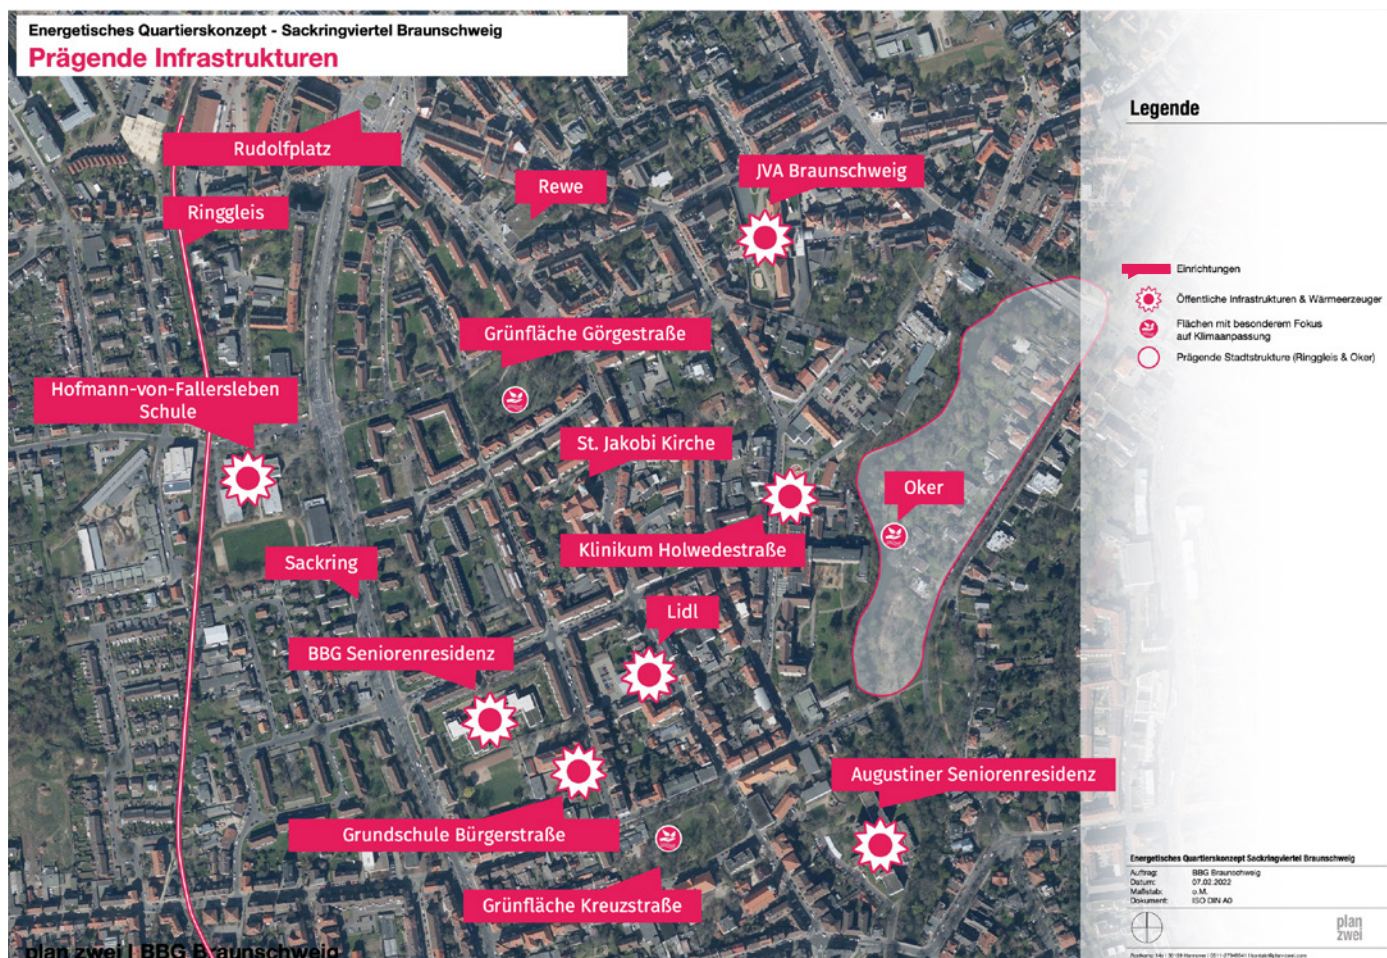 Energetisches Quartierskonzept - Sackringviertel Braunschweig
Prägende Infrastrukturen
Legende
Rudolfplatz
JVA Braunschweig
Rewe
Ringgleis
Einrichtungen
Öffentliche Infrastrukturen & Wärmeerzeuger
Flächen mit besonderem Fokus
auf Klimaanpassung
Prägende Stadtstrukture (Ringgleis & Oker)
Grünfläche Görgestraße
Hofmann-von-Fallersleben
Schule
St. Jakobi Kirche
Oker
Klinikum Holwedestraße
Sackring
Lidl
BBG Seniorenresidenz
Augustiner Seniorenresidenz
Grundschule Bürgerstraße
Grünfläche Kreuzstraße
Energetisches Quartierskonzept Sackringviertel Braunschweig
Auftrag: BBG Braunschweig
Datum: 07.02.2022
Maßstab: o.M.
Dokument: ISO DIN A0
plan
zwei
plan zwei | BBG Braunschweig